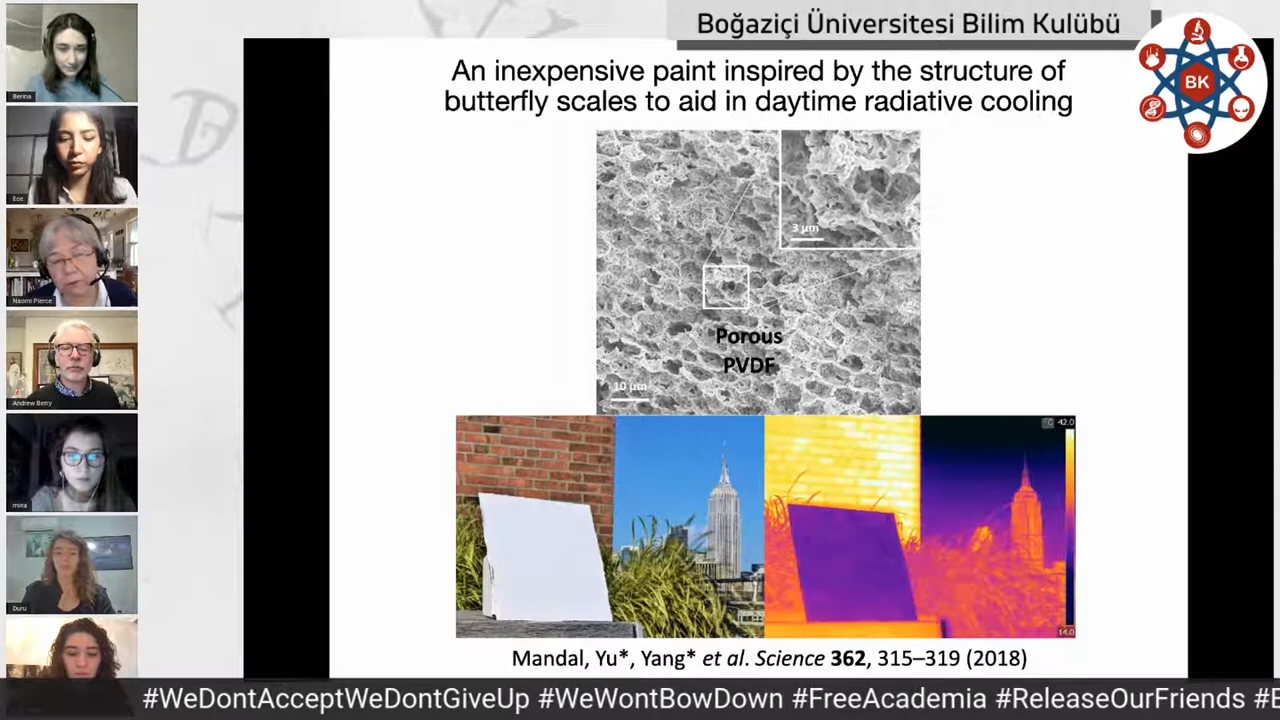 Boğaziçi Üniversitesi Bilim Kulübü
BK
An inexpensive paint inspired by the structure of
butterfly scales to aid in daytime radiative cooling
3 µm
Porous
PVDF
10 µm
°C 42.0
14.0
Mandal, Yu*, Yang* et al. Science 362, 315–319 (2018)
Berina
Ece
Naomi Pierce
Andrew Berry
mina
Duru
#WeDontAcceptWeDontGiveUp #WeWontBowDown #FreeAcademia #ReleaseOurFriends